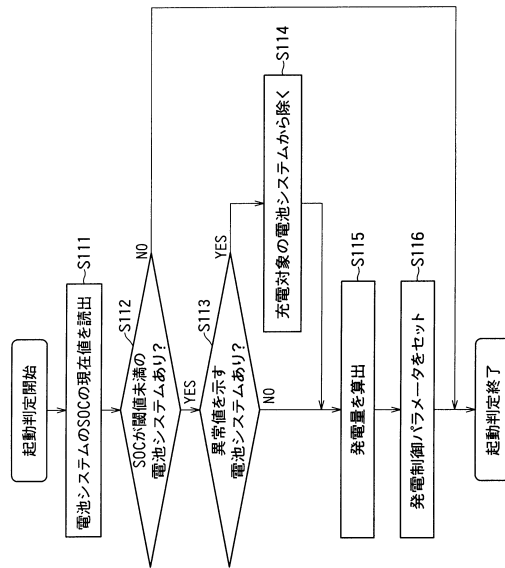 起動判定開始
S111
電池システムのSOCの現在値を読出
S112
SOCが閾値未満の
電池システムあり?
NO
YES
S113
異常値を示す
電池システムあり?
YES
NO
S114
充電対象の電池システムから除く
S115
発電量を算出
S116
発電制御パラメータをセット
起動判定終了